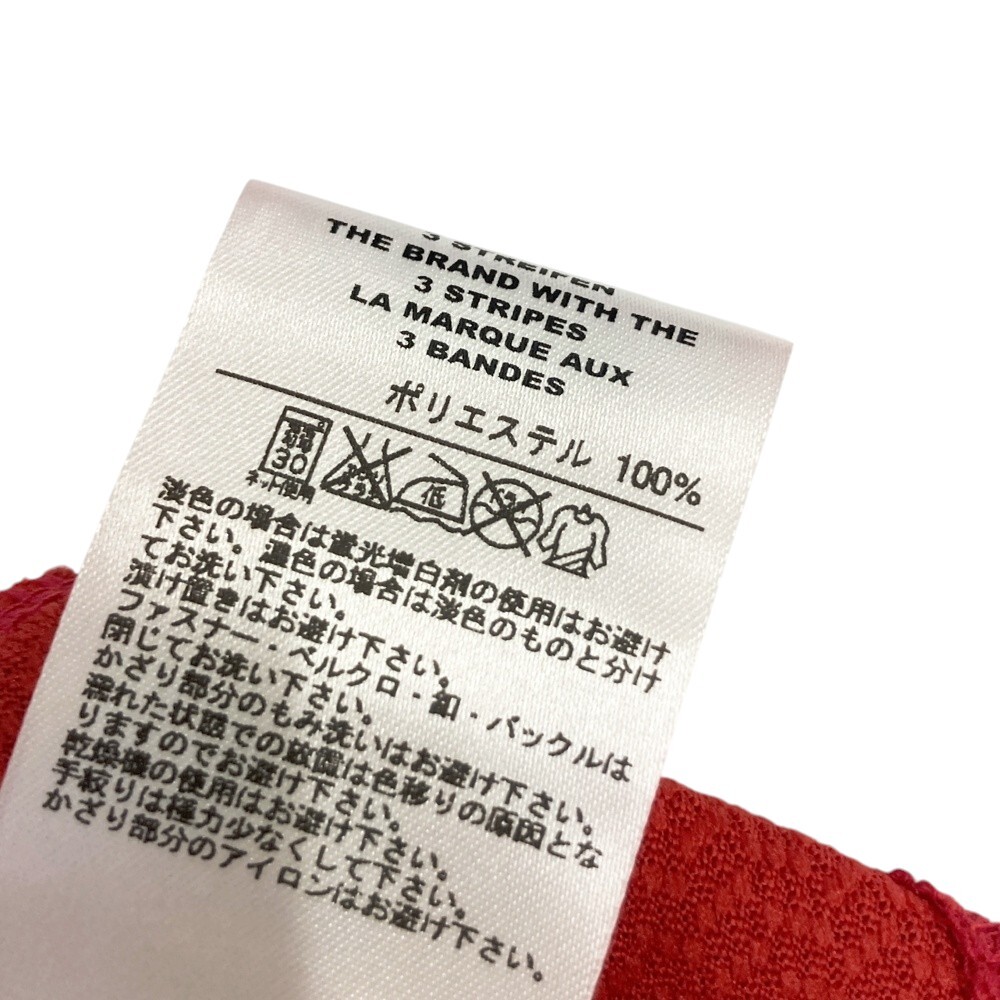 3 STREIFEN
THE BRAND WITH THE
3 STRIPES
LA MARQUE AUX
3 BANDES
ポリエステル 100%
弱
30
ネット使用
低
淡色の場合は蛍光増白剤の使用はお避け
下さい。濃色の場合は淡色のものと分け
てお洗い下さい。
漬け置きはお避け下さい。
ファスナー・ベルクロ・釦・バックルは
閉じてお洗い下さい。
かざり部分のもみ洗いはお避け下さい。
濡れた状態での放置は色移りの原因とな
りますのでお避け下さい。
乾燥機の使用はお避け下さい。
手絞りは極力少なくして下さい。
かざり部分のアイロンはお避け下さい。